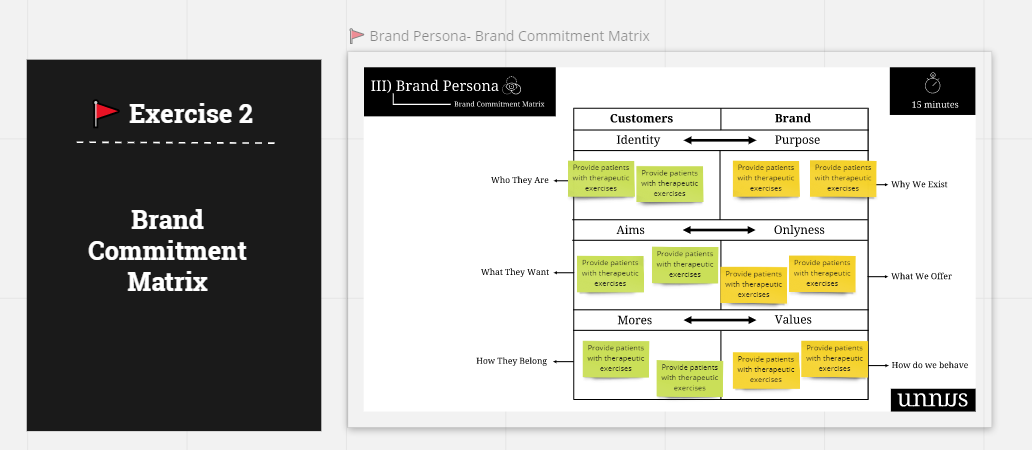 Brand Persona- Brand Commitment Matrix
Exercise 2
Brand
Commitment
Matrix
III) Brand Persona
Brand Commitment Matrix
15 minutes
Customers
Brand
Identity
Purpose
Who They Are
Provide patients
with therapeutic
exercises
Provide patients
with therapeutic
exercises
Provide patients
with therapeutic
exercises
Provide patients
with therapeutic
exercises
Why We Exist
Aims
Onlyness
What They Want
Provide patients
with therapeutic
exercises
Provide patients
with therapeutic
exercises
Provide patients
with therapeutic
exercises
Provide patients
with therapeutic
exercises
What We Offer
Mores
Values
How They Belong
Provide patients
with therapeutic
exercises
Provide patients
with therapeutic
exercises
Provide patients
with therapeutic
exercises
Provide patients
with therapeutic
exercises
How do we behave